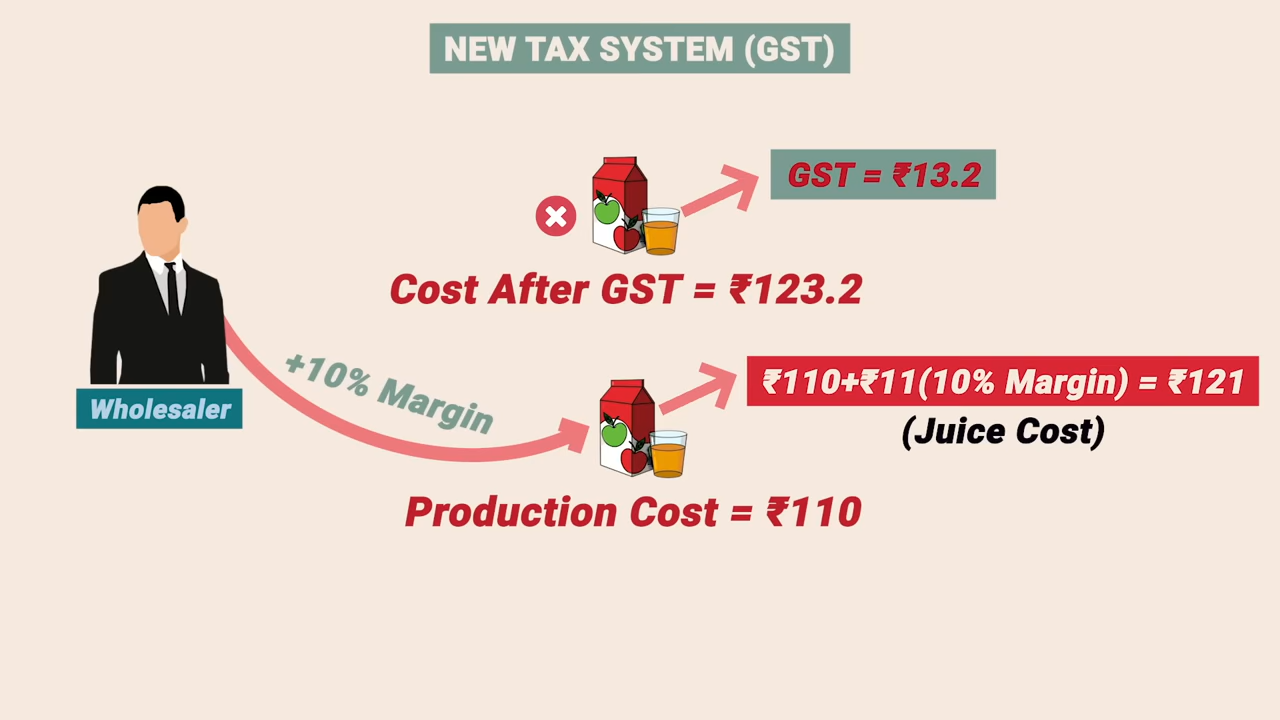 NEW TAX SYSTEM (GST)
GST = ₹13.2
Cost After GST = ₹123.2
+10% Margin
₹110+₹11(10% Margin) = ₹121
Wholesaler
(Juice Cost)
Production Cost = ₹110